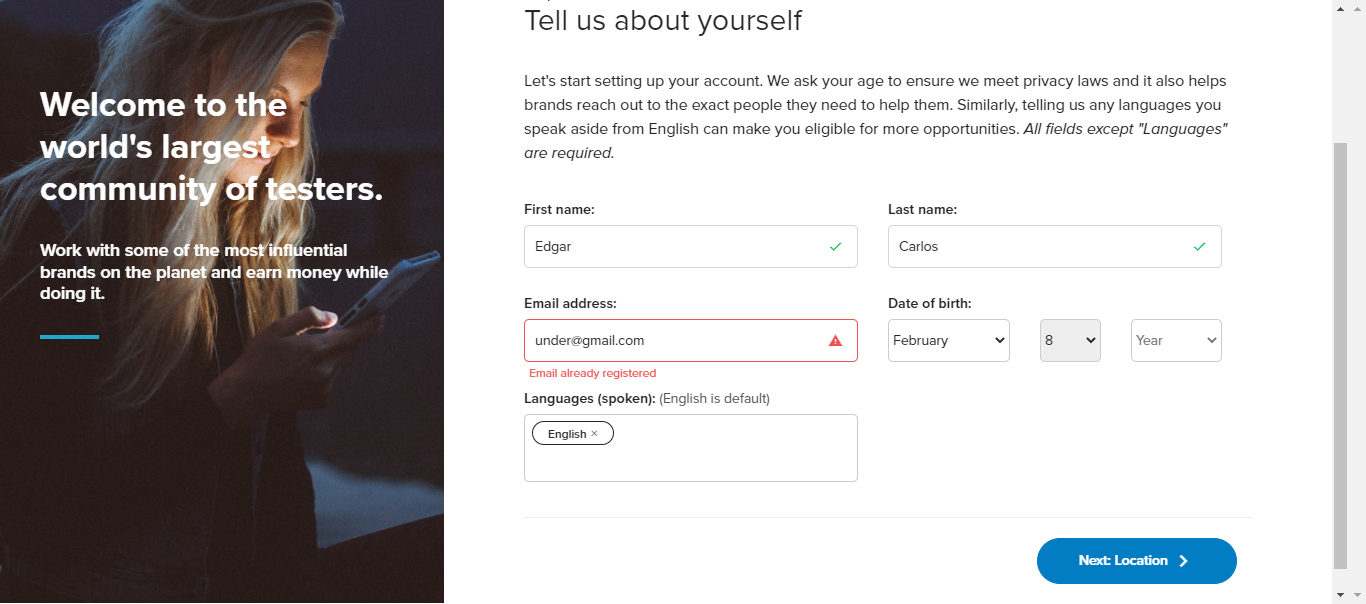 Welcome to the
world's largest
community of testers.
Work with some of the most influential
brands on the planet and earn money while
doing it.
Tell us about yourself
Let's start setting up your account. We ask your age to ensure we meet privacy laws and it also helps
brands reach out to the exact people they need to help them. Similarly, telling us any languages you
speak aside from English can make you eligible for more opportunities. All fields except "Languages"
are required.
First name:
Last name:
Edgar
Carlos
Email address:
Date of birth:
under@gmail.com
February
8
Year
Email already registered
Languages (spoken): (English is default)
English ×
Next: Location